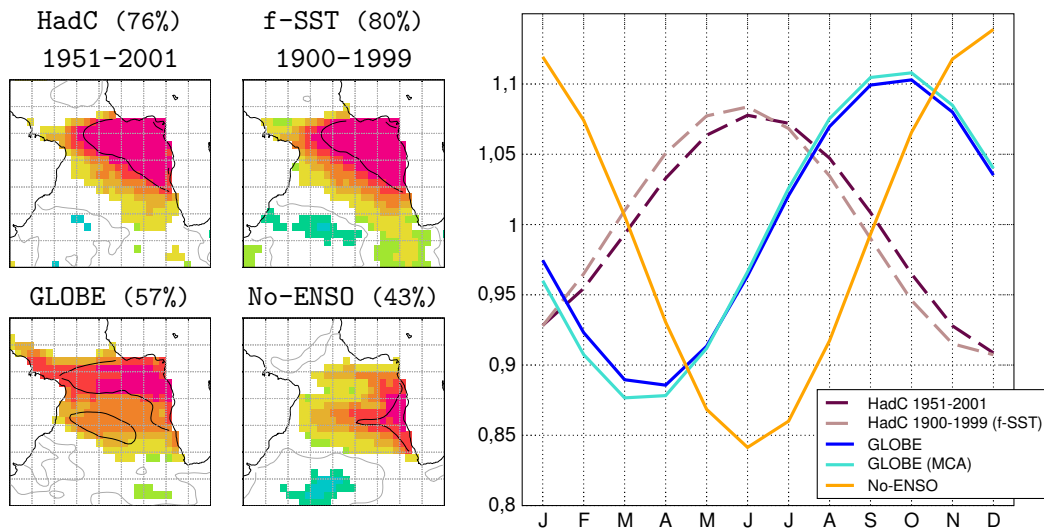 HadC (76%)
1951-2001
f-SST (80%)
1900-1999
GLOBE (57%)
No-ENSO (43%)
1,1
1,05
1
0,95
0,9
0,85
0,8
J F M A M J J A S O N D
HadC 1951-2001
HadC 1900-1999 (f-SST)
GLOBE
GLOBE (MCA)
No-ENSO